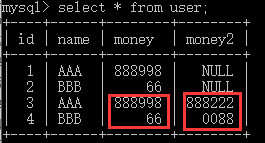 mysql> select * from user;
+----+------+--------+--------+
| id | name | money | money2 |
+----+------+--------+--------+
| 1 | AAA | 888998 | NULL |
| 2 | BBB | 66 | NULL |
| 3 | AAA | 888998 | 888222 |
| 4 | BBB | 66 | 0088 |
+----+------+--------+--------+